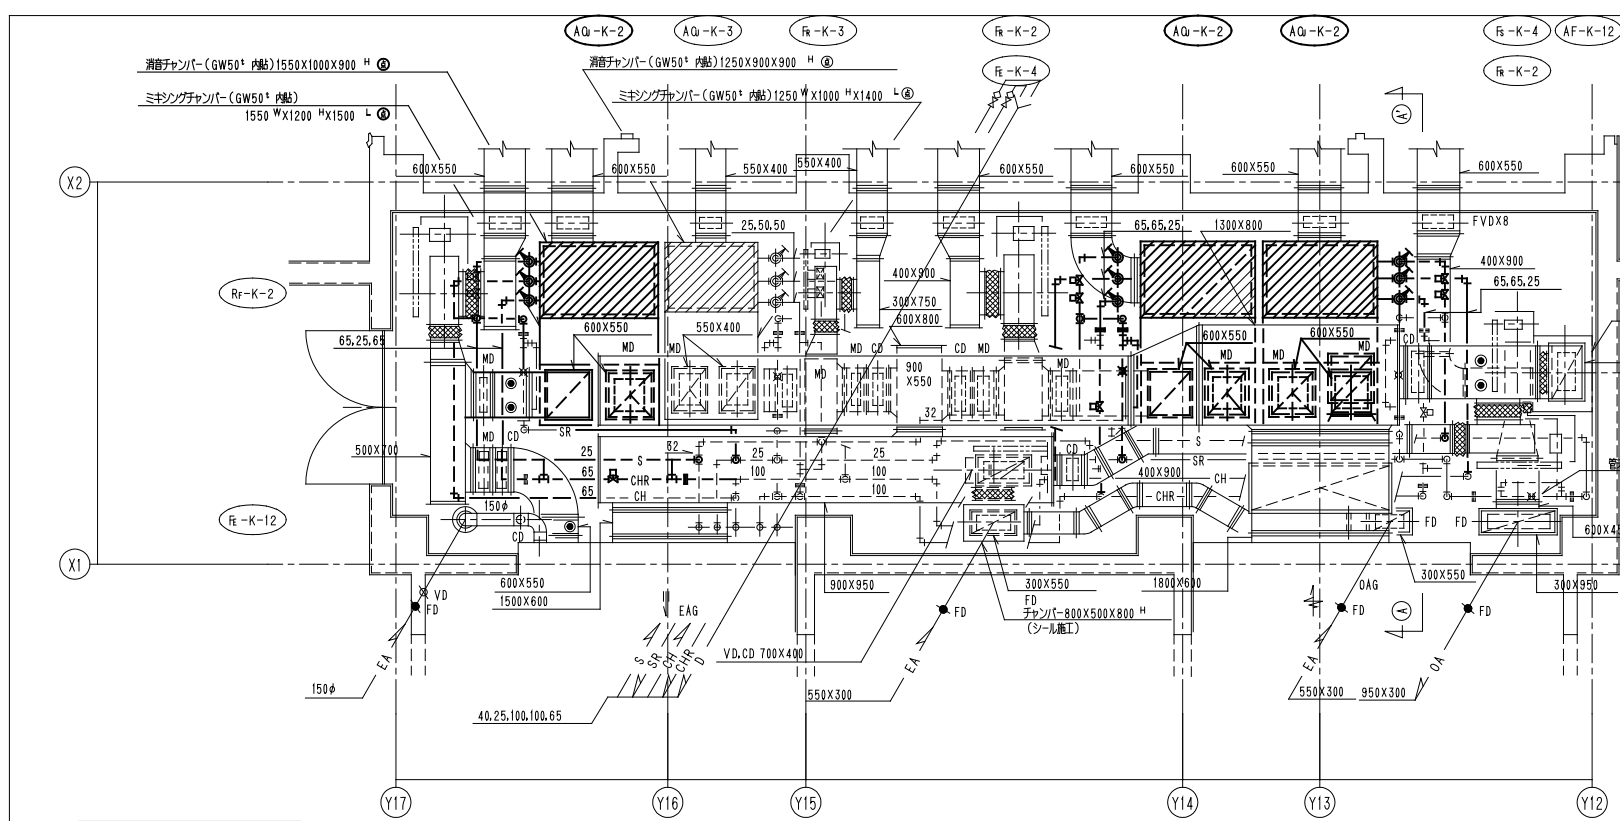 AQu-K-2
AQu-K-3
FR-K-3
FR-K-2
AQu-K-2
AQu-K-2
FS-K-4
AF-K-12
FE-K-4
FR-K-2
消音チャンバー(GW50t 内貼)1550X1000X900 H
消音チャンバー(GW50t 内貼)1250X900X900 H
ミキシングチャンバー(GW50t 内貼)
1550 WX1200 HX1500 L
ミキシングチャンバー(GW50t 内貼)1250 WX1000 HX1400 L
A'
X2
600X550
600X550
550X400
550X400
600X550
600X550
600X550
600X550
25,50,50
65,65,25
1300X800
FVDX8
RF-K-2
400X900
300X750
600X800
400X900
65,65,25
65,25,65
600X550
550X400
600X550
600X550
MD
MD
MD
MD
CD
CD
MD
MD
MD
MD
CD
MD
900
X550
MD
32
SR
500X700
MD
CD
25
S
32
25
25
65
CHR
100
100
65
CH
100
CD
S
SR
400X900
CH
CHR
150φ
FE-K-12
CD
FD
FD
X1
600X550
1500X600
900X950
300X550
1800X600
300X550
300X950
600X4
VD
FD
EAG
FD
FD
チャンバー800X500X800 H
(シール施工)
OAG
FD
A
FD
EA
S
SR
CH
CHR
D
VD,CD 700X400
EA
EA
OA
150φ
40,25,100,100,65
550X300
550X300
950X300
Y17
Y16
Y15
Y14
Y13
Y12